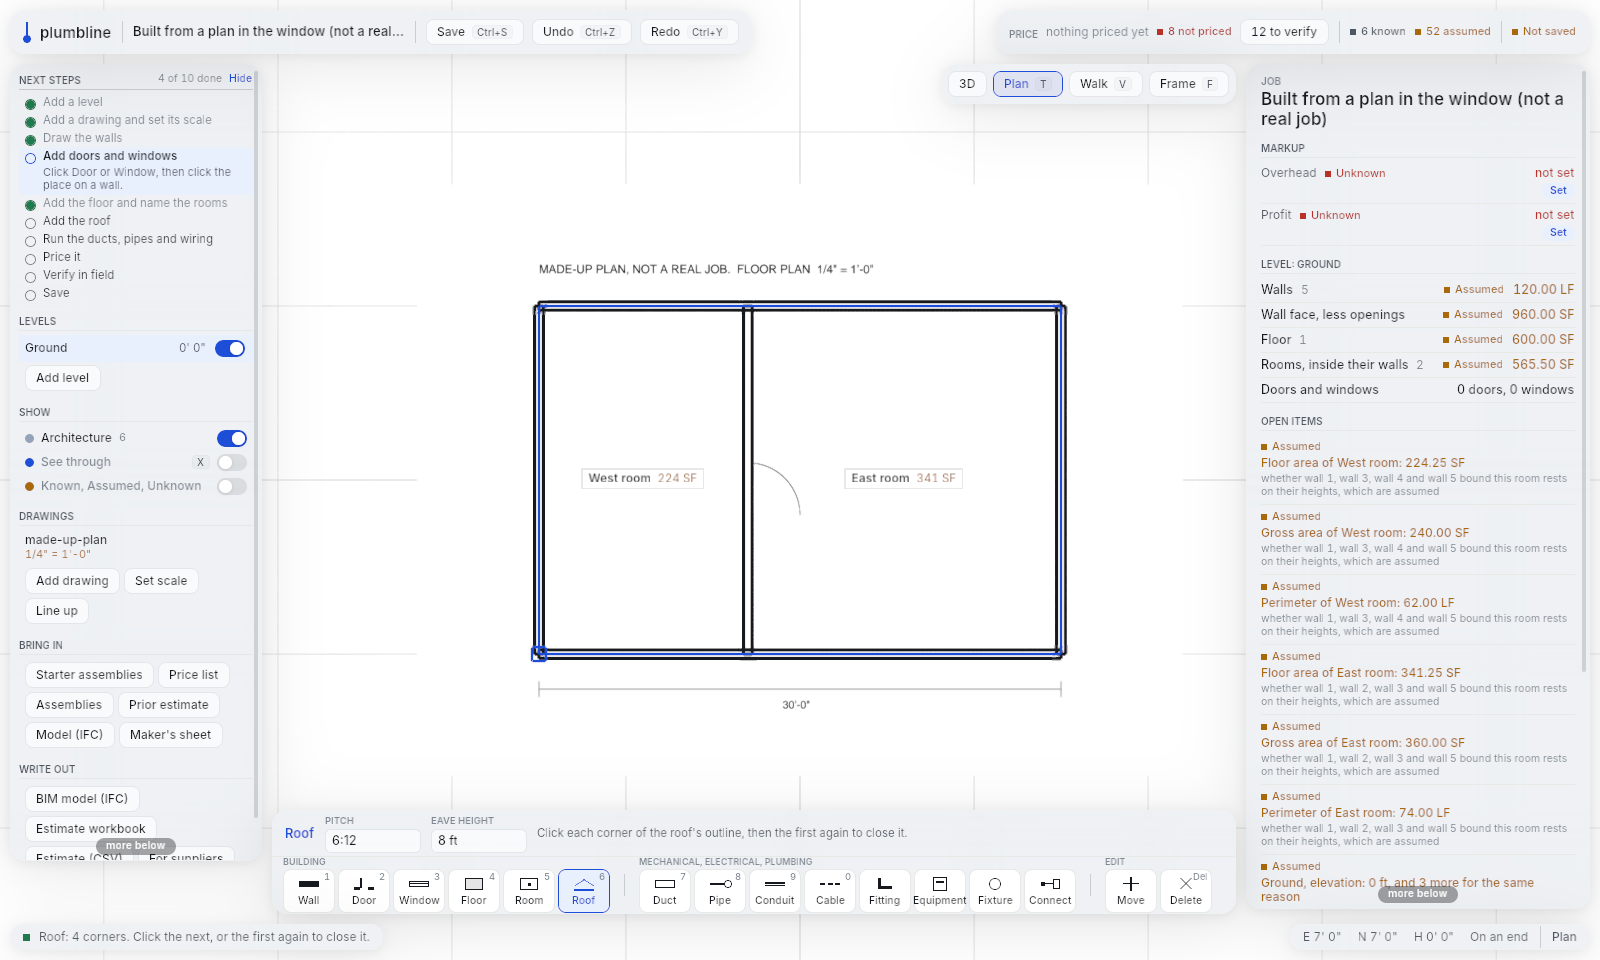 plumbline
Built from a plan in the window (not a real...
Save Ctrl+S
Undo Ctrl+Z
Redo Ctrl+Y
PRICE nothing priced yet 8 not priced 12 to verify 6 known 52 assumed Not saved
3D
Plan T
Walk V
Frame F
NEXT STEPS 4 of 10 done Hide
Add a level
Add a drawing and set its scale
Draw the walls
Add doors and windows
Click Door or Window, then click the
place on a wall.
Add the floor and name the rooms
Add the roof
Run the ducts, pipes and wiring
Price it
Verify in field
Save
LEVELS
Ground 0' 0"
Add level
SHOW
Architecture 6
See through X
Known, Assumed, Unknown
DRAWINGS
made-up-plan
1/4" = 1'-0"
Add drawing Set scale
Line up
BRING IN
Starter assemblies Price list
Assemblies Prior estimate
Model (IFC) Maker's sheet
WRITE OUT
BIM model (IFC)
Estimate workbook
more below
Estimate (CSV) For suppliers
MADE-UP PLAN, NOT A REAL JOB. FLOOR PLAN 1/4" = 1'-0"
West room 224 SF
East room 341 SF
30'-0"
Roof
PITCH
6:12
EAVE HEIGHT
8 ft
Click each corner of the roof's outline, then the first again to close it.
BUILDING
Wall 1
Door 2
Window 3
Floor 4
Room 5
Roof 6
MECHANICAL, ELECTRICAL, PLUMBING
Duct 7
Pipe 8
Conduit 9
Cable 0
Fitting
Equipment
Fixture
Connect
EDIT
Move
Delete Del
JOB
Built from a plan in the window (not a
real job)
MARKUP
Overhead Unknown not set
Set
Profit Unknown not set
Set
LEVEL: GROUND
Walls 5 Assumed 120.00 LF
Wall face, less openings Assumed 960.00 SF
Floor 1 Assumed 600.00 SF
Rooms, inside their walls 2 Assumed 565.50 SF
Doors and windows 0 doors, 0 windows
OPEN ITEMS
Assumed
Floor area of West room: 224.25 SF
whether wall 1, wall 3, wall 4 and wall 5 bound this room rests
on their heights, which are assumed
Assumed
Gross area of West room: 240.00 SF
whether wall 1, wall 3, wall 4 and wall 5 bound this room rests
on their heights, which are assumed
Assumed
Perimeter of West room: 62.00 LF
whether wall 1, wall 3, wall 4 and wall 5 bound this room rests
on their heights, which are assumed
Assumed
Floor area of East room: 341.25 SF
whether wall 1, wall 2, wall 3 and wall 5 bound this room rests
on their heights, which are assumed
Assumed
Gross area of East room: 360.00 SF
whether wall 1, wall 2, wall 3 and wall 5 bound this room rests
on their heights, which are assumed
Assumed
Perimeter of East room: 74.00 LF
whether wall 1, wall 2, wall 3 and wall 5 bound this room rests
on their heights, which are assumed
Assumed
Ground, elevation: 0 ft, and 3 more for the same
reason
more below
Roof: 4 corners. Click the next, or the first again to close it.
E 7' 0" N 7' 0" H 0' 0" On an end Plan